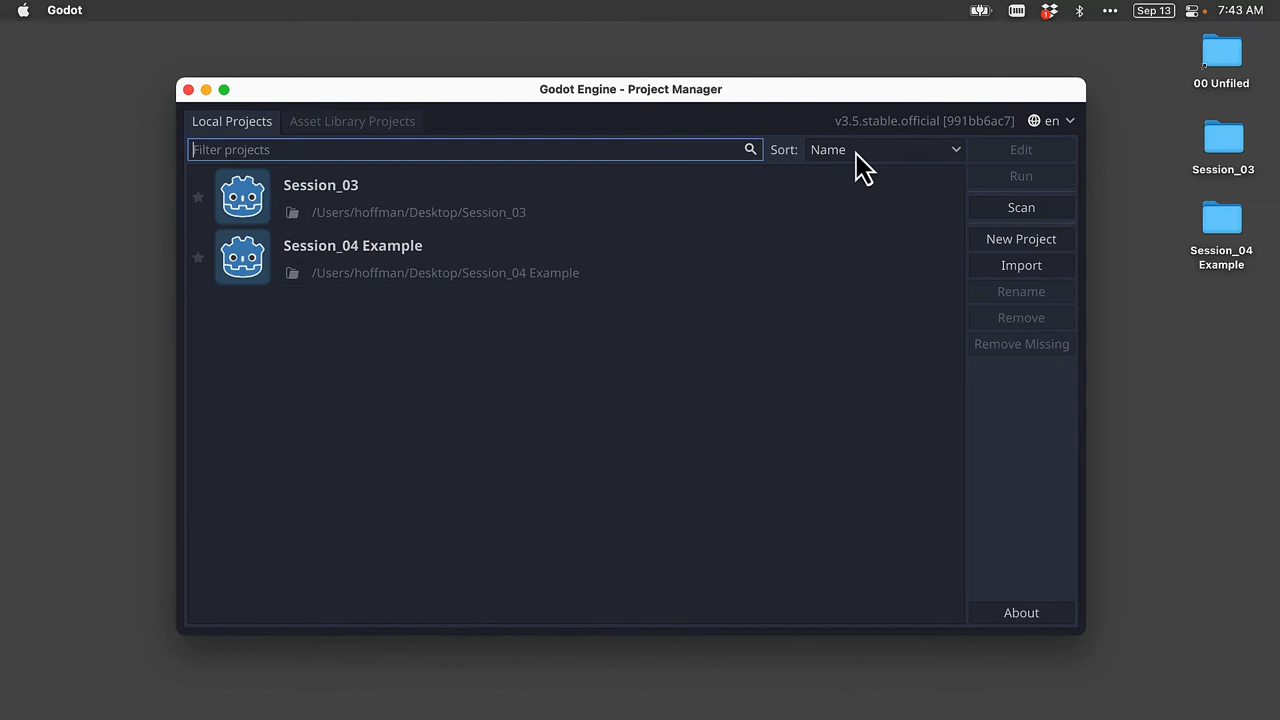 Godot
Sep 13
7:43 AM
00 Unfiled
Session_03
Session_04
Example
Godot Engine - Project Manager
Local Projects
Asset Library Projects
v3.5.stable.official [991bb6ac7]
en
Filter projects
Sort:
Name
Edit
Run
Scan
New Project
Import
Rename
Remove
Remove Missing
About
Session_03
/Users/hoffman/Desktop/Session_03
Session_04 Example
/Users/hoffman/Desktop/Session_04 Example